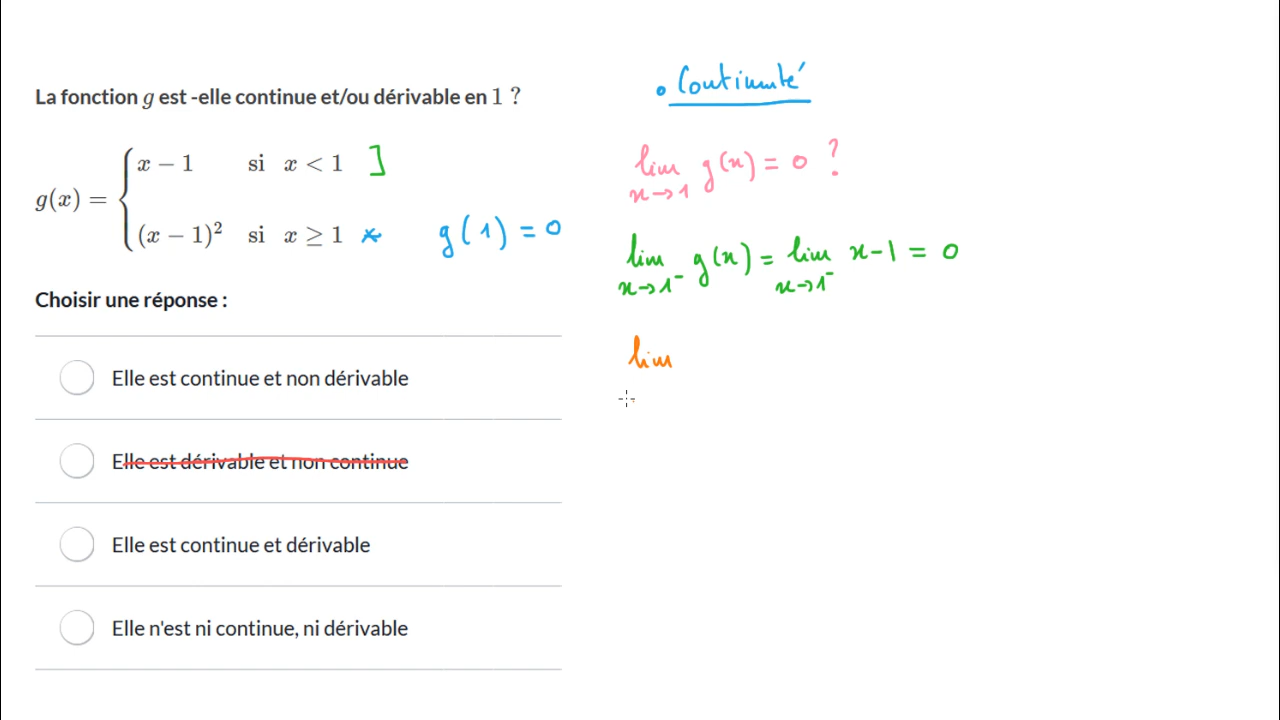 La fonction g est -elle continue et/ou dérivable en 1 ?
g(x) = { x − 1 si x < 1 ]
(x − 1)² si x ≥ 1 * g(1) = 0
Choisir une réponse :
Elle est continue et non dérivable
Elle est dérivable et non continue
Elle est continue et dérivable
Elle n'est ni continue, ni dérivable
• Continuité
lim x→1 g(x) = 0 ?
lim x→1⁻ g(x) = lim x→1⁻ x−1 = 0
lim